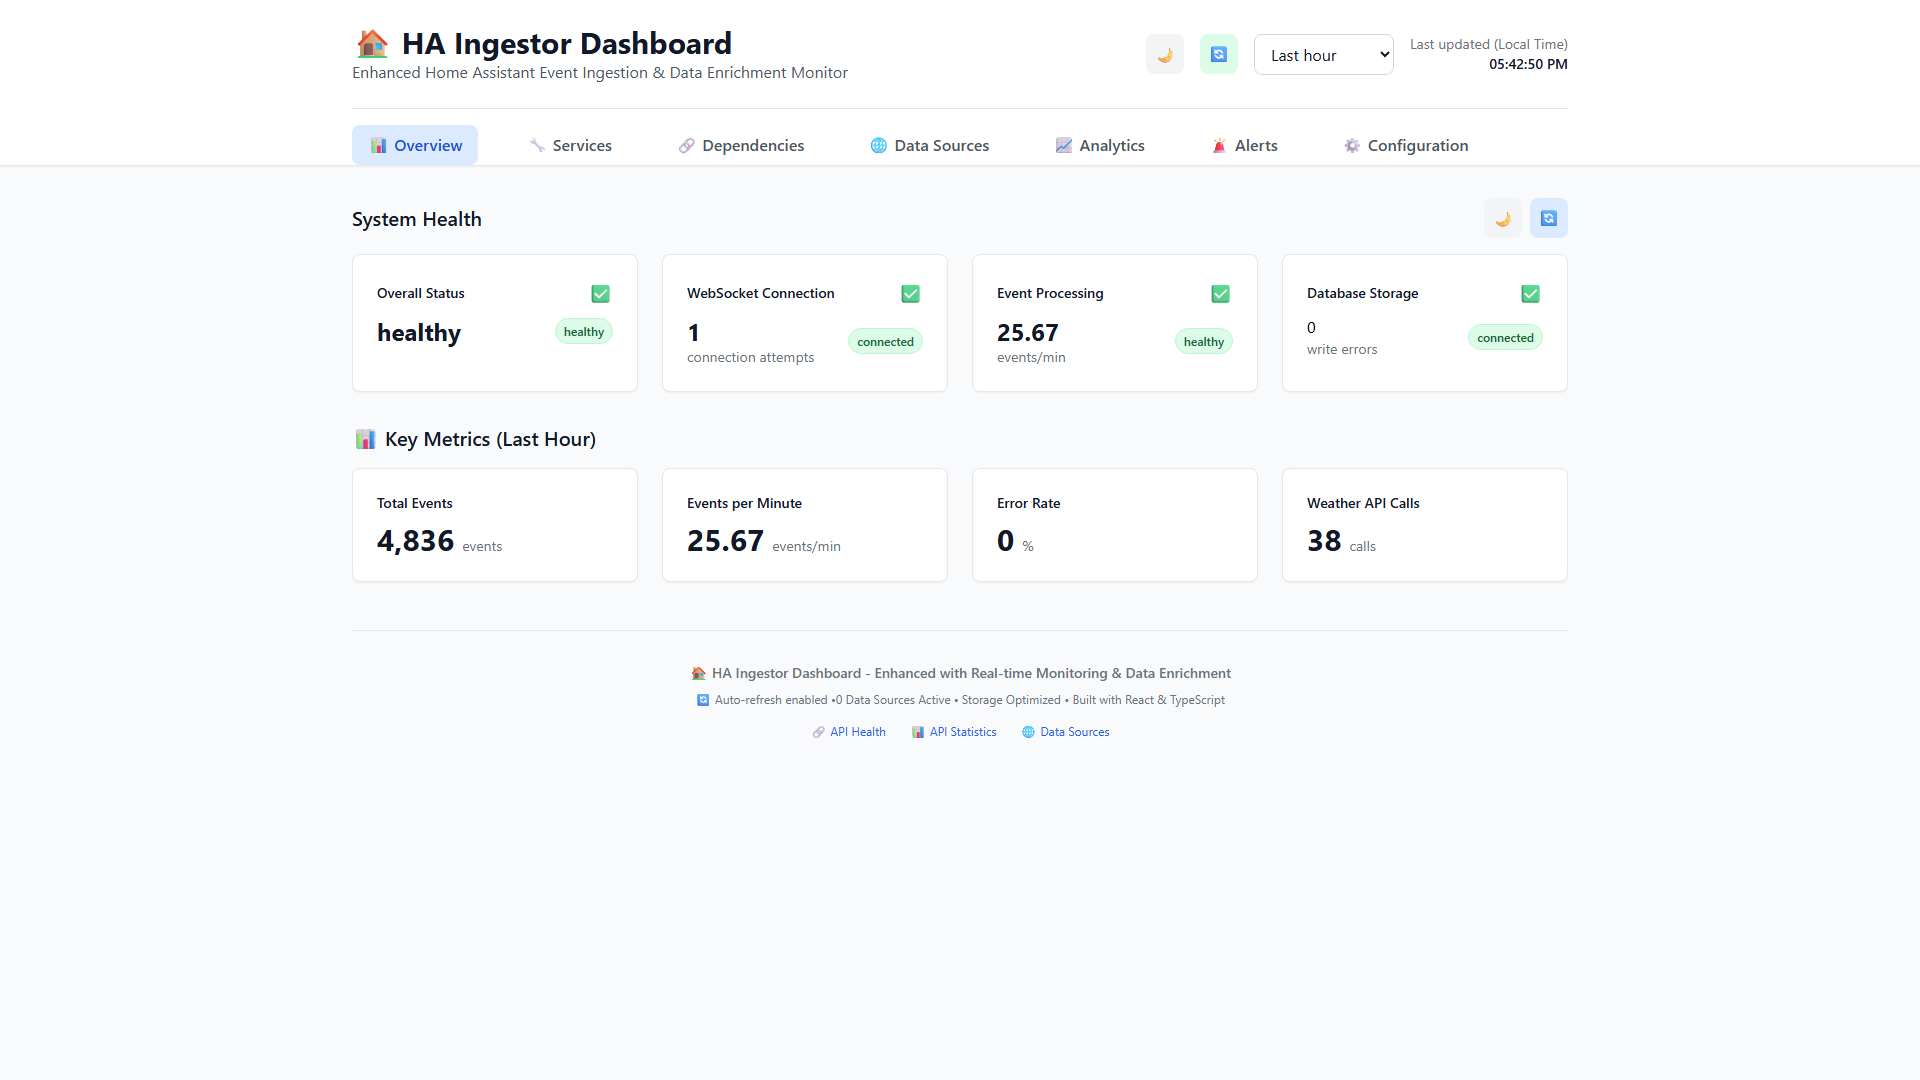 HA Ingestor Dashboard
Enhanced Home Assistant Event Ingestion & Data Enrichment Monitor
Last hour
Last updated (Local Time)
05:42:50 PM
Overview
Services
Dependencies
Data Sources
Analytics
Alerts
Configuration
System Health
Overall Status
healthy
healthy
WebSocket Connection
1
connection attempts
connected
Event Processing
25.67
events/min
healthy
Database Storage
0
write errors
connected
Key Metrics (Last Hour)
Total Events
4,836 events
Events per Minute
25.67 events/min
Error Rate
0 %
Weather API Calls
38 calls
HA Ingestor Dashboard - Enhanced with Real-time Monitoring & Data Enrichment
Auto-refresh enabled •0 Data Sources Active • Storage Optimized • Built with React & TypeScript
API Health
API Statistics
Data Sources